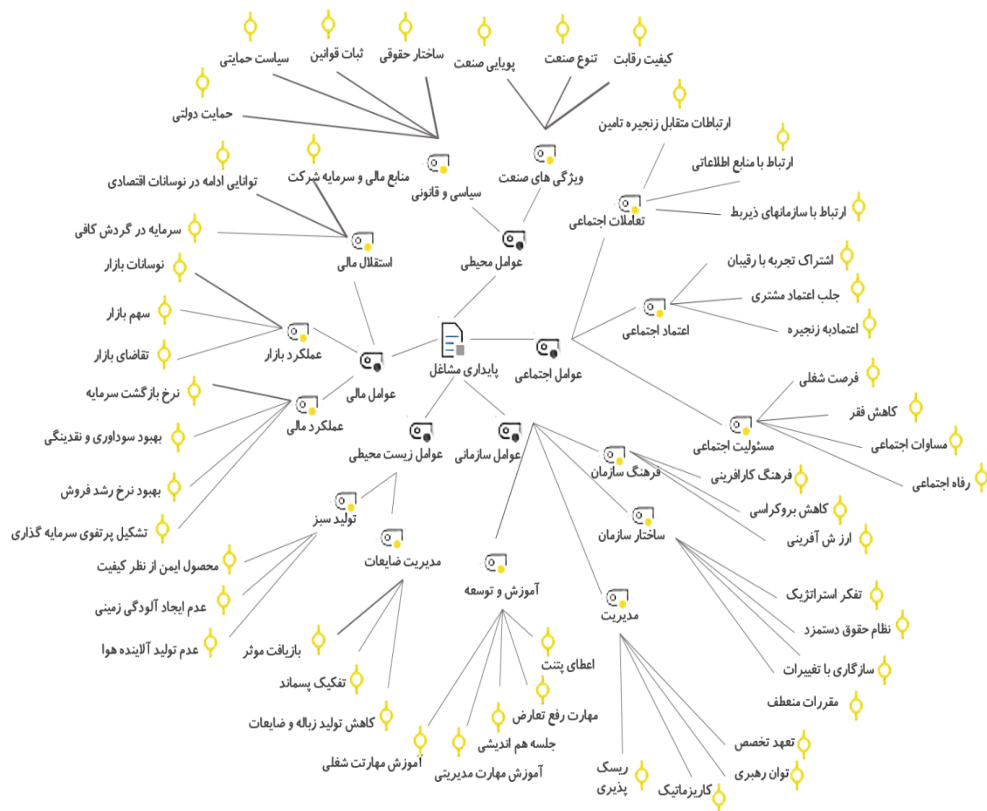 کیفیت رقابت
تنوع صنعت
پویایی صنعت
ساختار حقوقی
ثبات قوانین
سیاست حمایتی
حمایت دولتی
ارتباطات متقابل زنجیره تامین
ارتباط با منابع اطلاعاتی
ارتباط با سازمانهای ذیربط
تعاملات اجتماعی
ویژگی های صنعت
سیاسی و قانونی
منابع مالی و سرمایه شرکت
توانایی ادامه در نوسانات اقتصادی
سرمایه در گردش کافی
استقلال مالی
عوامل محیطی
نوسانات بازار
سهم بازار
تقاضای بازار
عملکرد بازار
اشتراک تجربه با رقیبان
جلب اعتماد مشتری
اعتمادبه زنجیره
اعتماد اجتماعی
عوامل اجتماعی
پایداری مشاغل
عوامل مالی
نرخ بازگشت سرمایه
بهبود سوداوری و نقدینگی
بهبود نرخ رشد فروش
تشکیل پرتفوی سرمایه گذاری
عملکرد مالی
فرصت شغلی
کاهش فقر
مساوات اجتماعی
رفاه اجتماعی
مسئولیت اجتماعی
عوامل سازمانی
عوامل زیست محیطی
فرهنگ سازمان
فرهنگ کارافرینی
کاهش بروکراسی
ارز ش آفرینی
ساختار سازمان
تولید سبز
مدیریت ضایعات
محصول ایمن از نظر کیفیت
عدم ایجاد آلودگی زمینی
عدم تولید آلاینده هوا
آموزش و توسعه
مدیریت
تفکر استراتژیک
نظام حقوق دستمزد
سازگاری با تغییرات
مقررات منعطف
بازیافت موثر
تفکیک پسماند
کاهش تولید زباله و ضایعات
اعطای پتنت
مهارت رفع تعارض
جلسه هم اندیشی
آموزش مهارت مدیریتی
آموزش مهارتت شغلی
تعهد تخصص
توان رهبری
کاریزماتیک
ریسک
پذیری